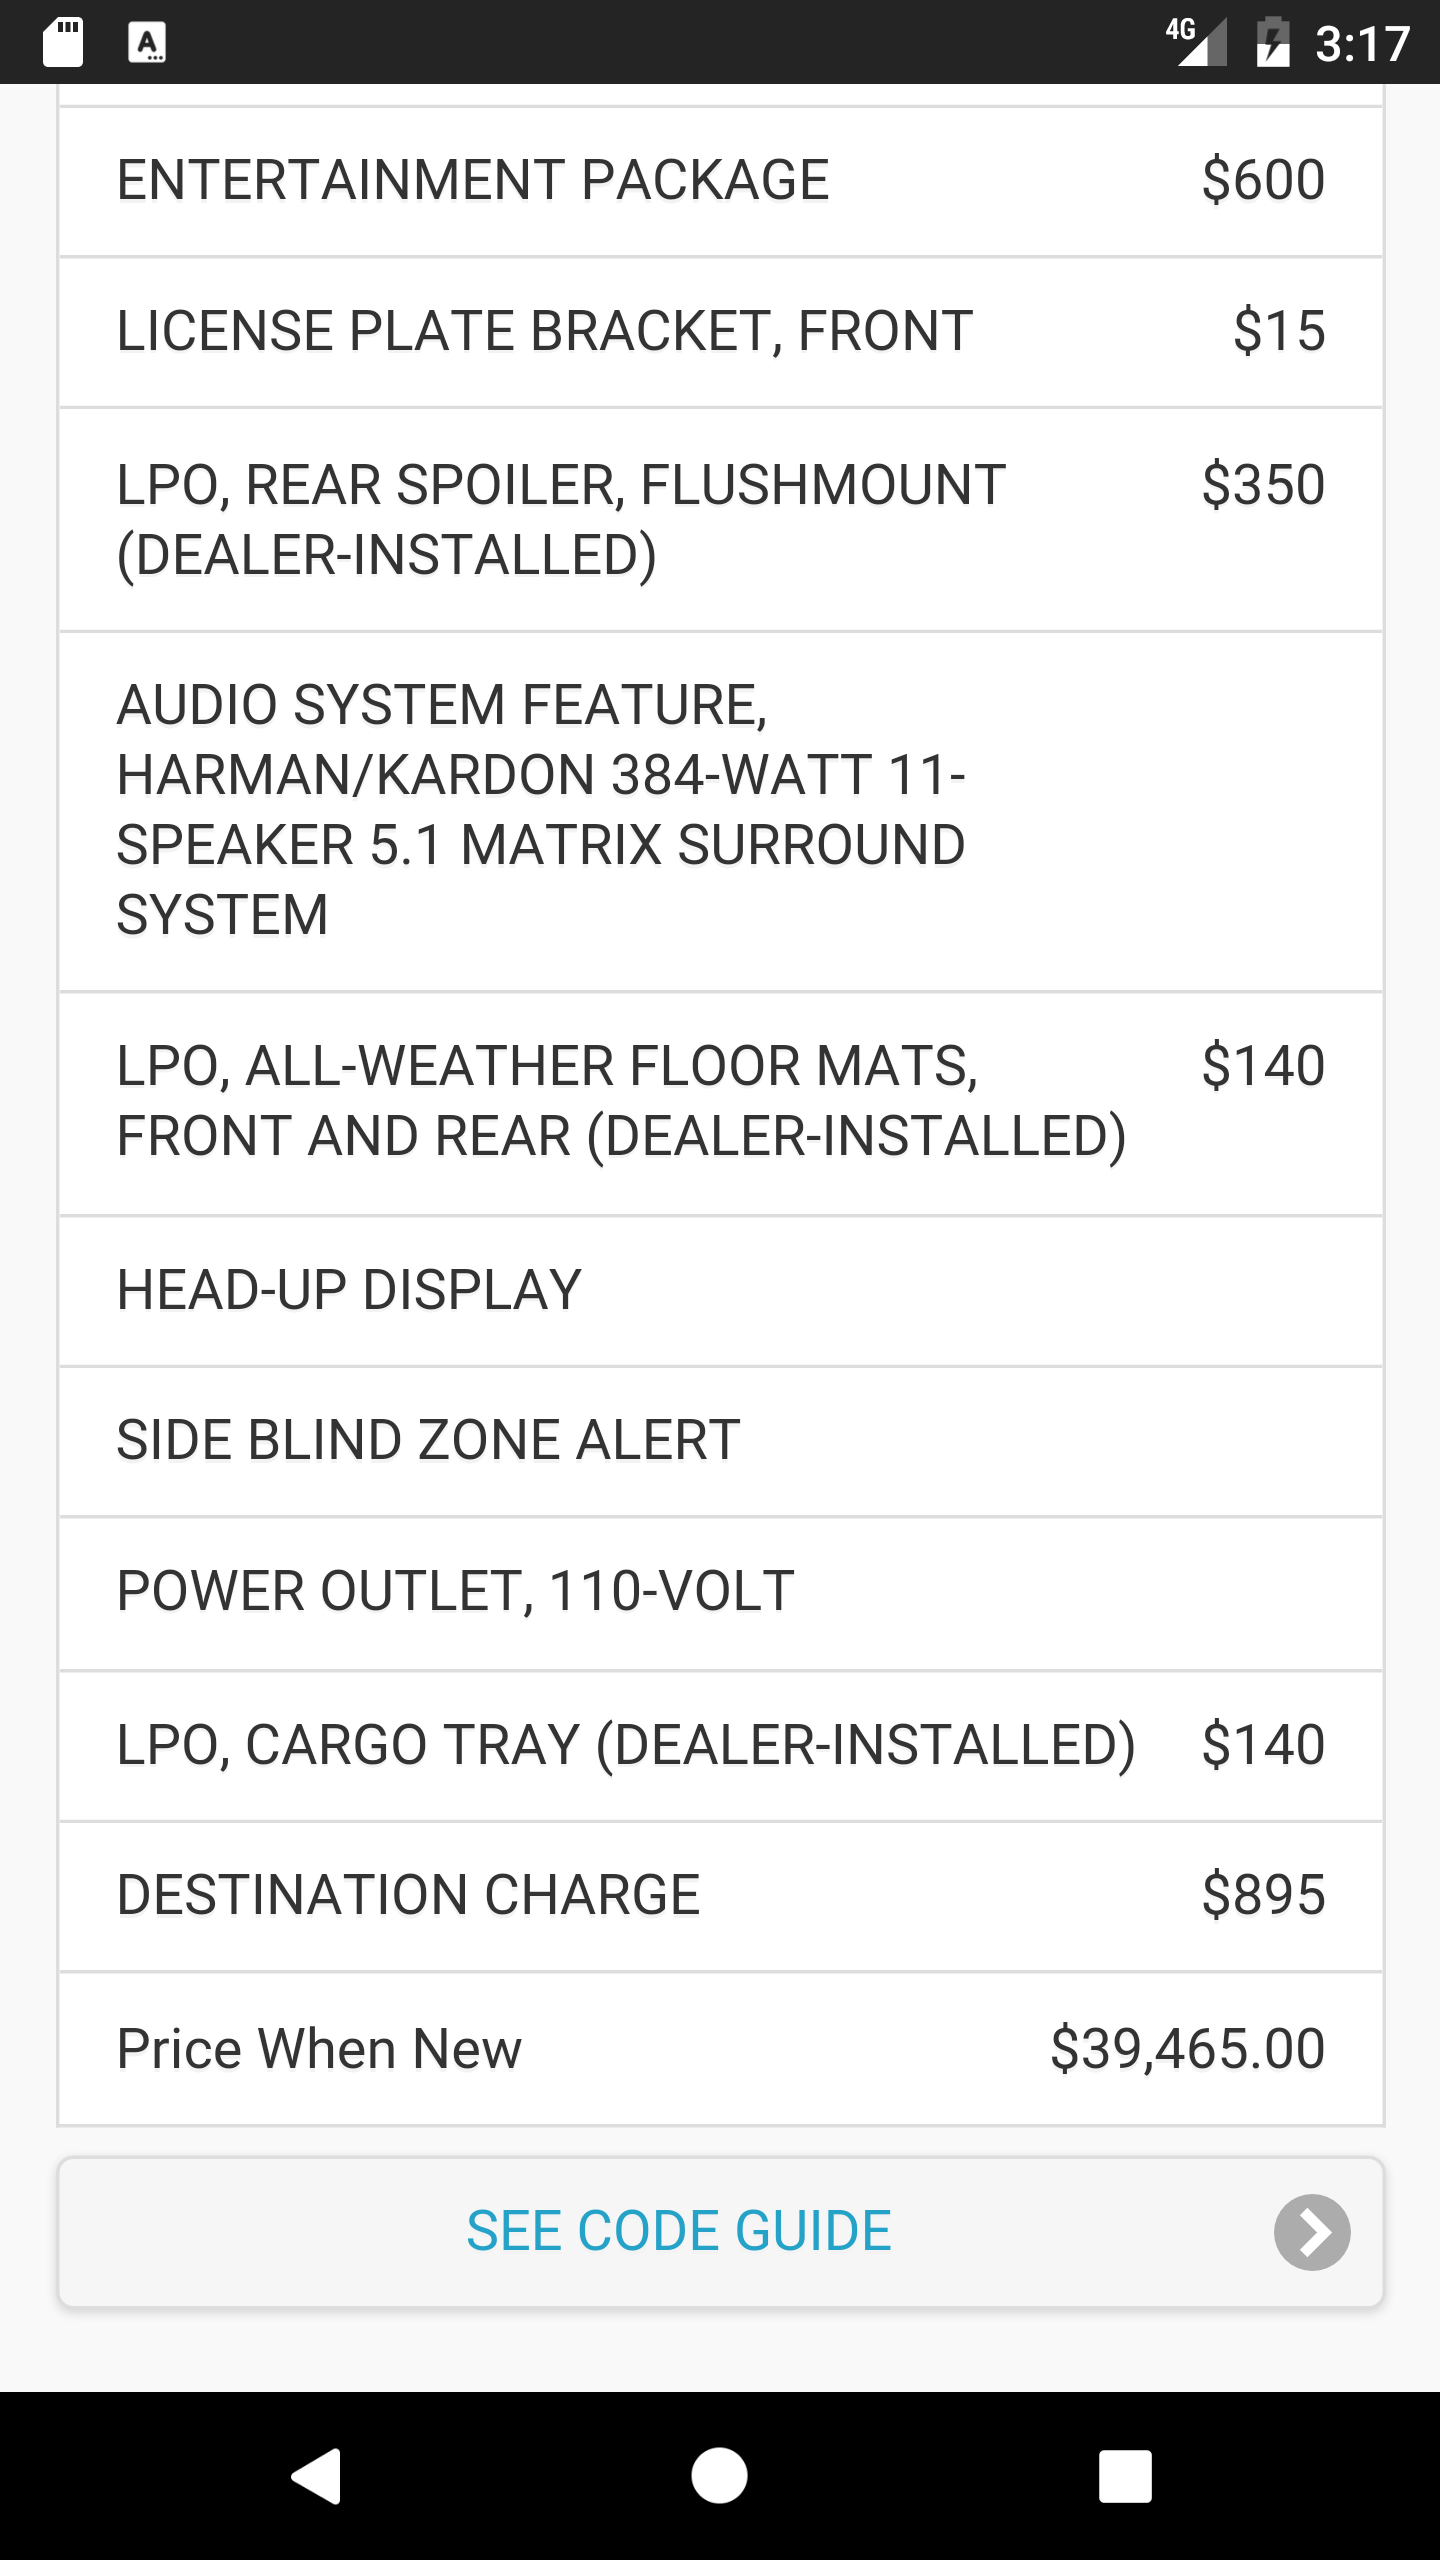 4G 3:17
ENTERTAINMENT PACKAGE $600
LICENSE PLATE BRACKET, FRONT $15
LPO, REAR SPOILER, FLUSHMOUNT $350
(DEALER-INSTALLED)
AUDIO SYSTEM FEATURE,
HARMAN/KARDON 384-WATT 11-
SPEAKER 5.1 MATRIX SURROUND
SYSTEM
LPO, ALL-WEATHER FLOOR MATS, $140
FRONT AND REAR (DEALER-INSTALLED)
HEAD-UP DISPLAY
SIDE BLIND ZONE ALERT
POWER OUTLET, 110-VOLT
LPO, CARGO TRAY (DEALER-INSTALLED) $140
DESTINATION CHARGE $895
Price When New $39,465.00
SEE CODE GUIDE